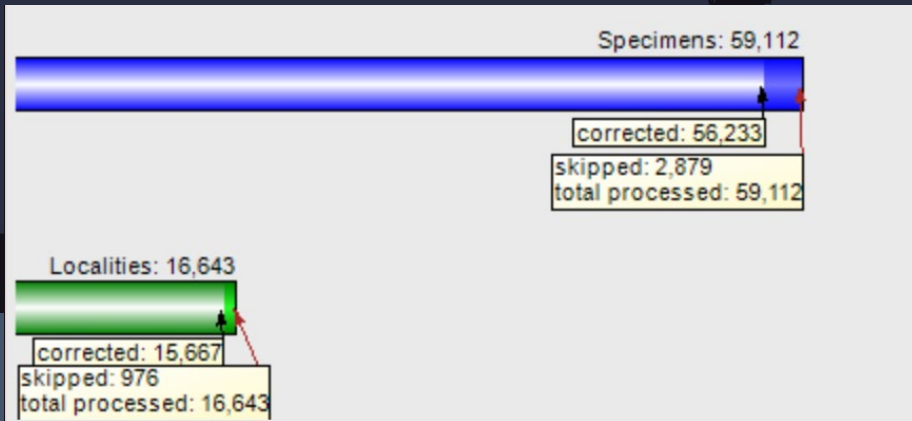 Specimens: 59,112
corrected: 56,233
skipped: 2,879
total processed: 59,112
Localities: 16,643
corrected: 15,667
skipped: 976
total processed: 16,643